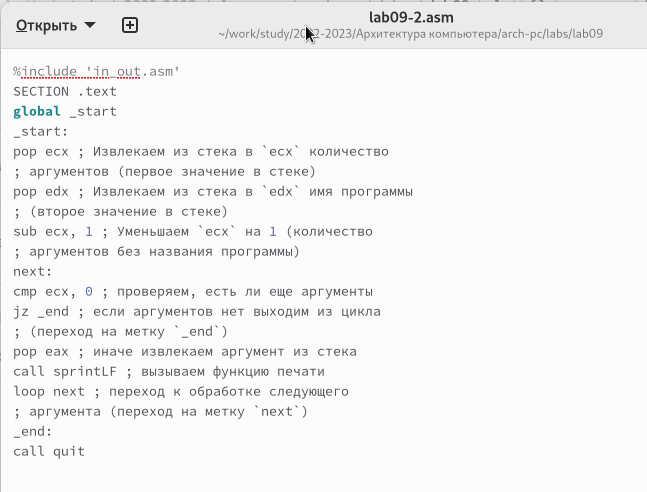 Открыть
lab09-2.asm
~/work/study/2022-2023/Архитектура компьютера/arch-pc/labs/lab09
%include 'in_out.asm'
SECTION .text
global _start
_start:
pop ecx ; Извлекаем из стека в `ecx` количество
; аргументов (первое значение в стеке)
pop edx ; Извлекаем из стека в `edx` имя программы
; (второе значение в стеке)
sub ecx, 1 ; Уменьшаем `ecx` на 1 (количество
; аргументов без названия программы)
next:
cmp ecx, 0 ; проверяем, есть ли еще аргументы
jz _end ; если аргументов нет выходим из цикла
; (переход на метку `_end`)
pop eax ; иначе извлекаем аргумент из стека
call sprintLF ; вызываем функцию печати
loop next ; переход к обработке следующего
; аргумента (переход на метку `next`)
_end:
call quit